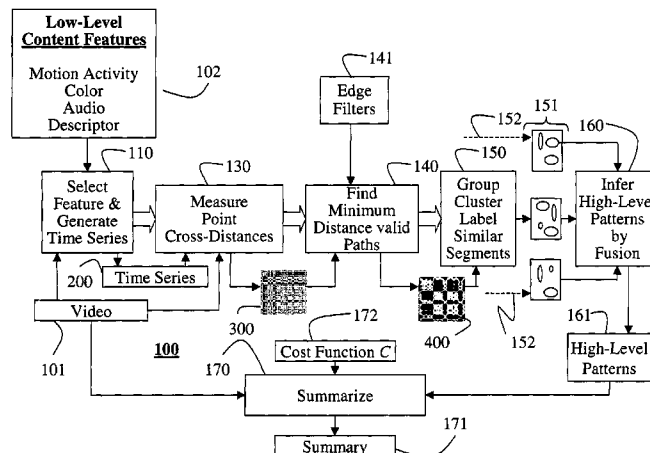 Low-Level
Content Features
Motion Activity
Color
Audio
Descriptor
102
141
Edge
Filters
152
151
160
110
130
140
150
Select
Feature &
Generate
Time Series
Measure
Point
Cross-Distances
Find
Minimum
Distance valid
Paths
Group
Cluster
Label
Similar
Segments
Infer
High-Level
Patterns
by
Fusion
200
Time Series
Video
101
300
400
152
161
100
172
Cost Function C
170
High-Level
Patterns
Summarize
171
Summary